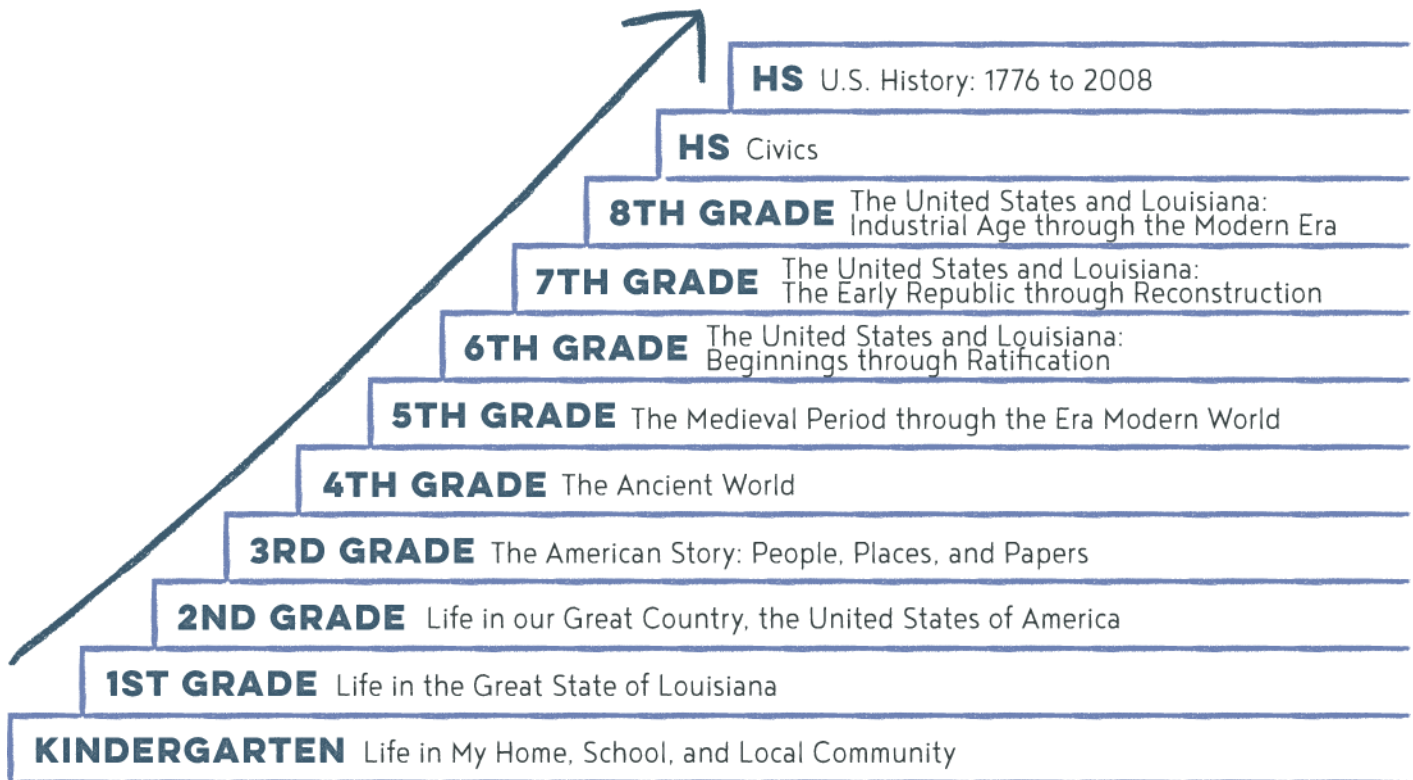 HS U.S. History: 1776 to 2008
HS Civics
8TH GRADE The United States and Louisiana:
Industrial Age through the Modern Era
7TH GRADE The United States and Louisiana:
The Early Republic through Reconstruction
6TH GRADE The United States and Louisiana:
Beginnings through Ratification
5TH GRADE The Medieval Period through the Era Modern World
4TH GRADE The Ancient World
3RD GRADE The American Story: People, Places, and Papers
2ND GRADE Life in our Great Country, the United States of America
1ST GRADE Life in the Great State of Louisiana
KINDERGARTEN Life in My Home, School, and Local Community